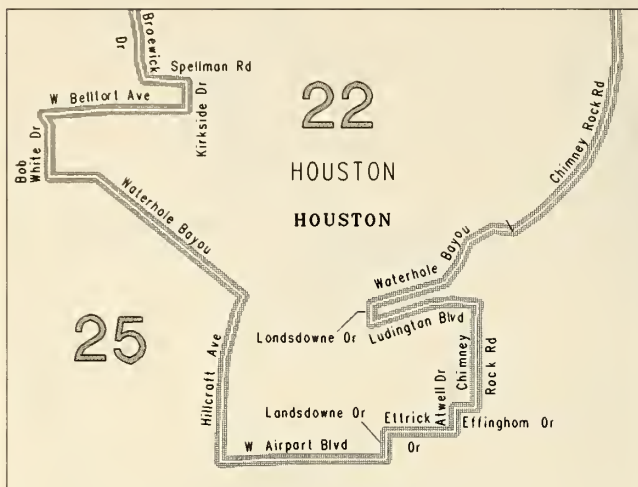 Broewick
Dr
Spellman Rd
W Bellfort Ave
Kirkside Dr
Bob
White Dr
22
HOUSTON
HOUSTON
Chimney Rock Rd
Waterhole Bayou
Waterhole Bayou
25
Londsdowne Or
Ludington Blvd
Hillcraft Ave
Chimney
Rock Rd
Atwell Dr
Landsdowne Or
Ettrick
Or
Effinghom Or
W Airport Blvd